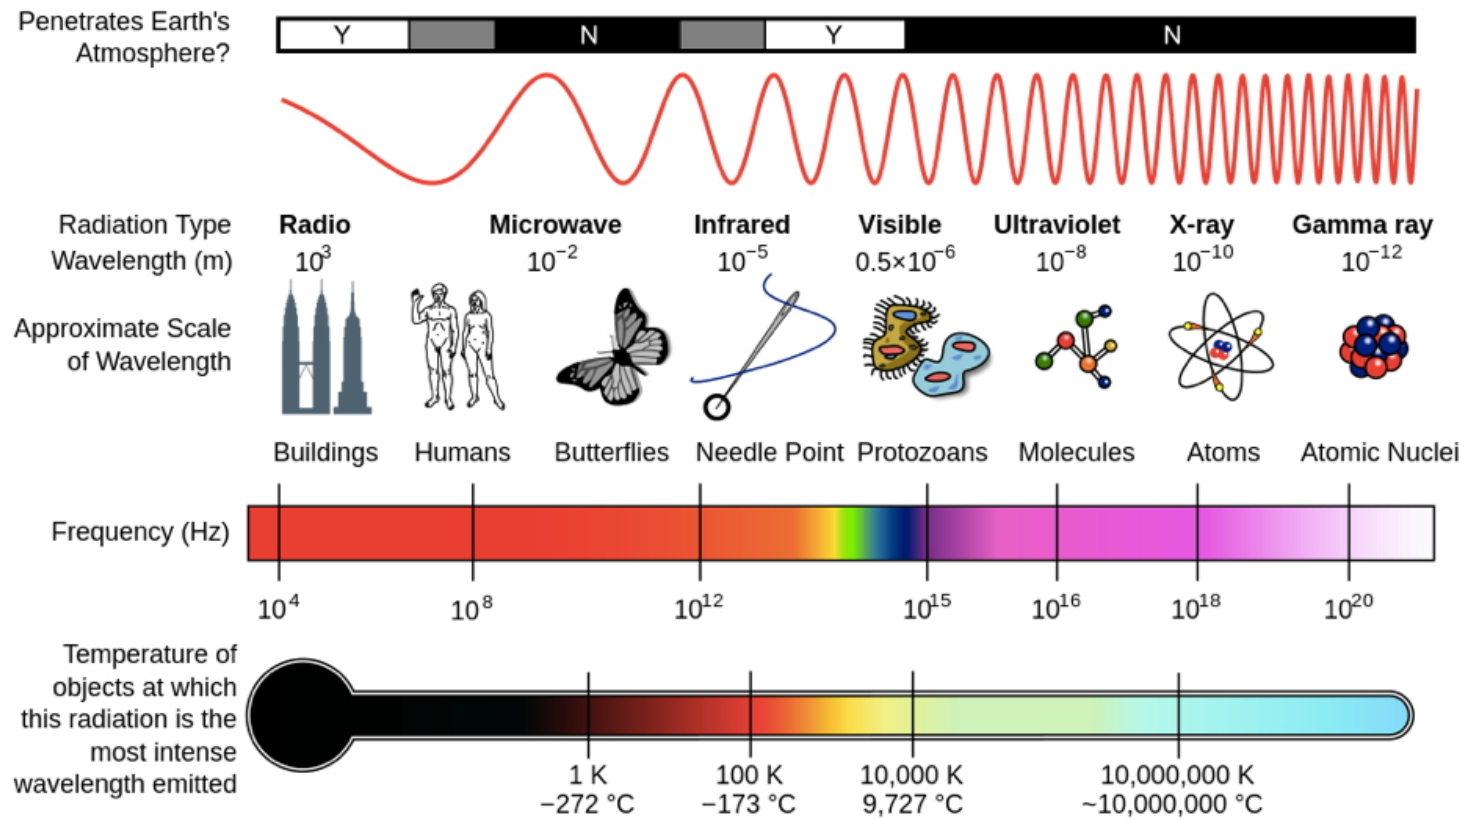 Penetrates Earth's
Atmosphere?
Y N Y N
Radiation Type
Radio Microwave Infrared Visible Ultraviolet X-ray Gamma ray
Wavelength (m)
10³ 10⁻² 10⁻⁵ 0.5×10⁻⁶ 10⁻⁸ 10⁻¹⁰ 10⁻¹²
Approximate Scale
of Wavelength
Buildings Humans Butterflies Needle Point Protozoans Molecules Atoms Atomic Nuclei
Frequency (Hz)
10⁴ 10⁸ 10¹² 10¹⁵ 10¹⁶ 10¹⁸ 10²⁰
Temperature of
objects at which
this radiation is the
most intense
wavelength emitted
1 K 100 K 10,000 K 10,000,000 K
−272 °C −173 °C 9,727 °C ~10,000,000 °C